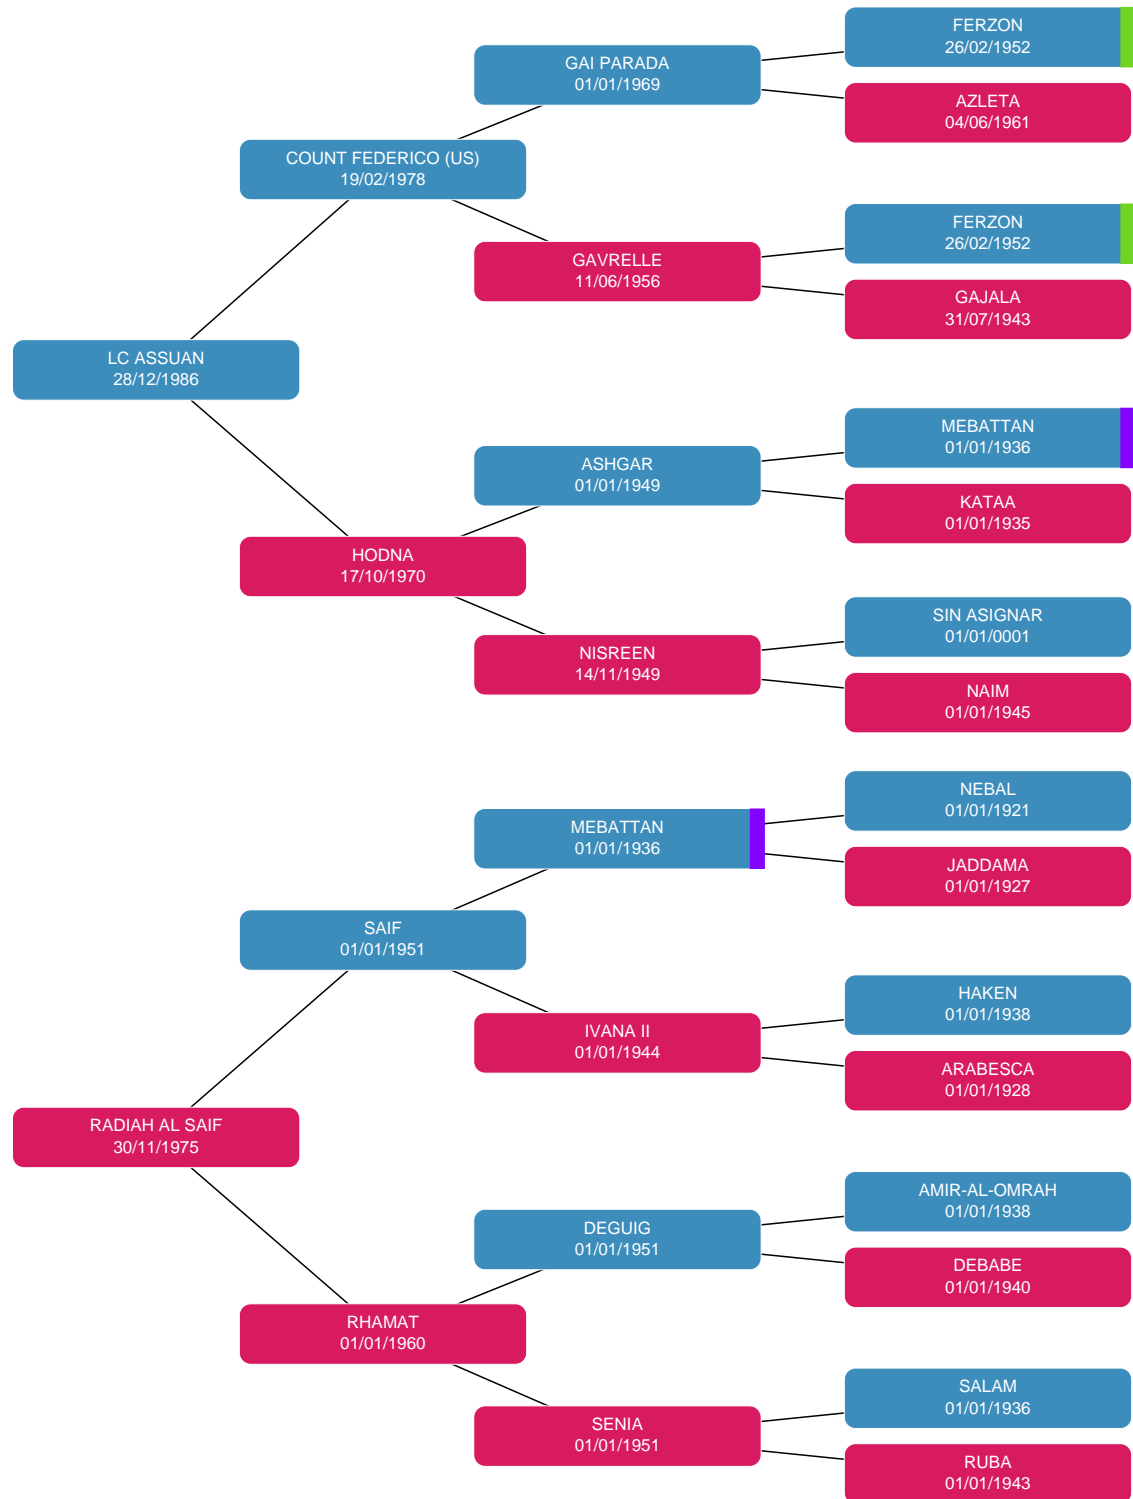 FERZON
26/02/1952
GAI PARADA
01/01/1969
AZLETA
04/06/1961
COUNT FEDERICO (US)
19/02/1978
FERZON
26/02/1952
GAVRELLE
11/06/1956
GAJALA
31/07/1943
LC ASSUAN
28/12/1986
MEBATTAN
01/01/1936
ASHGAR
01/01/1949
KATAA
01/01/1935
HODNA
17/10/1970
SIN ASIGNAR
01/01/0001
NISREEN
14/11/1949
NAIM
01/01/1945
NEBAL
01/01/1921
MEBATTAN
01/01/1936
JADDAMA
01/01/1927
SAIF
01/01/1951
HAKEN
01/01/1938
IVANA II
01/01/1944
ARABESCA
01/01/1928
RADIAH AL SAIF
30/11/1975
AMIR-AL-OMRAH
01/01/1938
DEGUIG
01/01/1951
DEBABE
01/01/1940
RHAMAT
01/01/1960
SALAM
01/01/1936
SENIA
01/01/1951
RUBA
01/01/1943